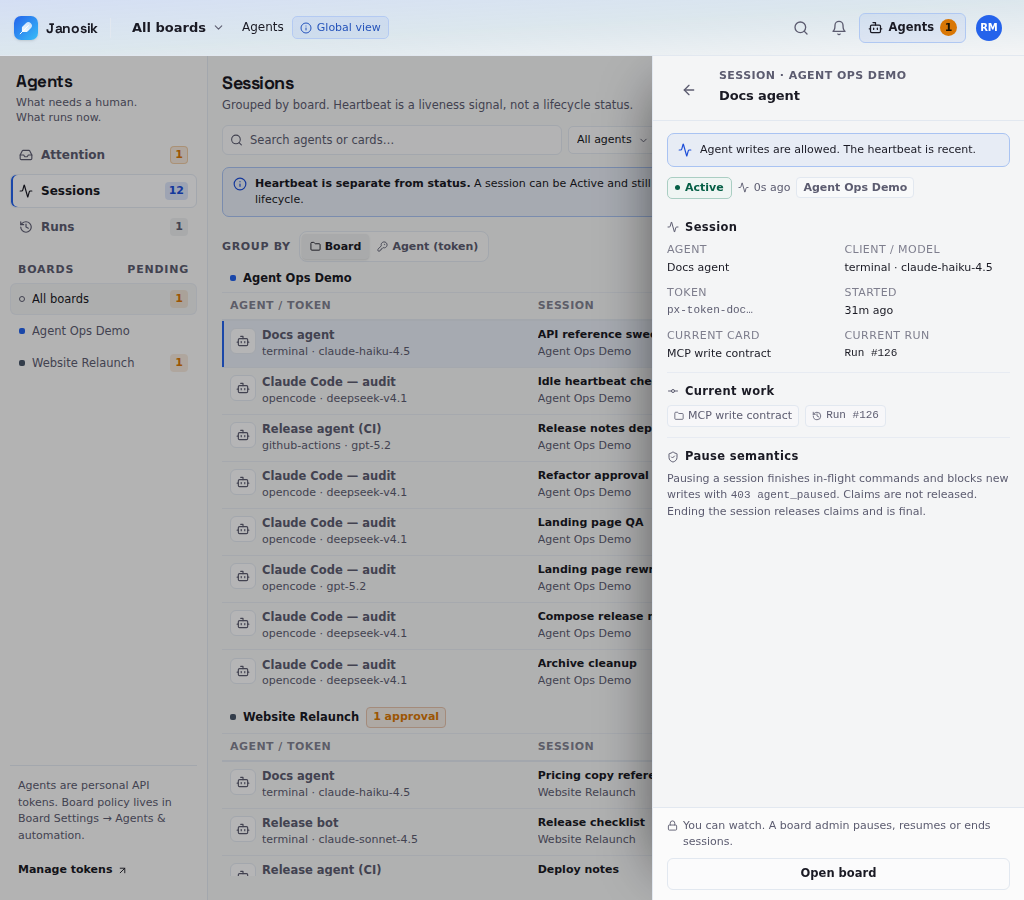 Janosik
All boards
Agents
Global view
Agents
1
RM
Agents
What needs a human.
What runs now.
Attention
1
Sessions
12
Runs
1
BOARDS
PENDING
All boards
1
Agent Ops Demo
Website Relaunch
1
Agents are personal API
tokens. Board policy lives in
Board Settings → Agents &
automation.
Manage tokens
Sessions
Grouped by board. Heartbeat is a liveness signal, not a lifecycle status.
Search agents or cards…
All agents
Heartbeat is separate from status. A session can be Active and still
lifecycle.
GROUP BY
Board
Agent (token)
Agent Ops Demo
AGENT / TOKEN
SESSION
Docs agent
terminal · claude-haiku-4.5
API reference
Agent Ops Demo
Claude Code — audit
opencode · deepseek-v4.1
Idle heartbeat
Agent Ops Demo
Release agent (CI)
github-actions · gpt-5.2
Release notes
Agent Ops Demo
Claude Code — audit
opencode · deepseek-v4.1
Refactor approval
Agent Ops Demo
Claude Code — audit
opencode · deepseek-v4.1
Landing page QA
Agent Ops Demo
Claude Code — audit
opencode · gpt-5.2
Landing page
Agent Ops Demo
Claude Code — audit
opencode · deepseek-v4.1
Compose release
Agent Ops Demo
Claude Code — audit
opencode · deepseek-v4.1
Archive cleanup
Agent Ops Demo
Website Relaunch
1 approval
AGENT / TOKEN
SESSION
Docs agent
terminal · claude-haiku-4.5
Pricing copy
Website Relaunch
Release bot
terminal · claude-sonnet-4.5
Release checklist
Website Relaunch
Release agent (CI)
Deploy notes
SESSION · AGENT OPS DEMO
Docs agent
Agent writes are allowed. The heartbeat is recent.
Active
0s ago
Agent Ops Demo
Session
AGENT
CLIENT / MODEL
Docs agent
terminal · claude-haiku-4.5
TOKEN
STARTED
px-token-doc…
31m ago
CURRENT CARD
CURRENT RUN
MCP write contract
Run #126
Current work
MCP write contract
Run #126
Pause semantics
Pausing a session finishes in-flight commands and blocks new
writes with 403 agent_paused. Claims are not released.
Ending the session releases claims and is final.
You can watch. A board admin pauses, resumes or ends
sessions.
Open board